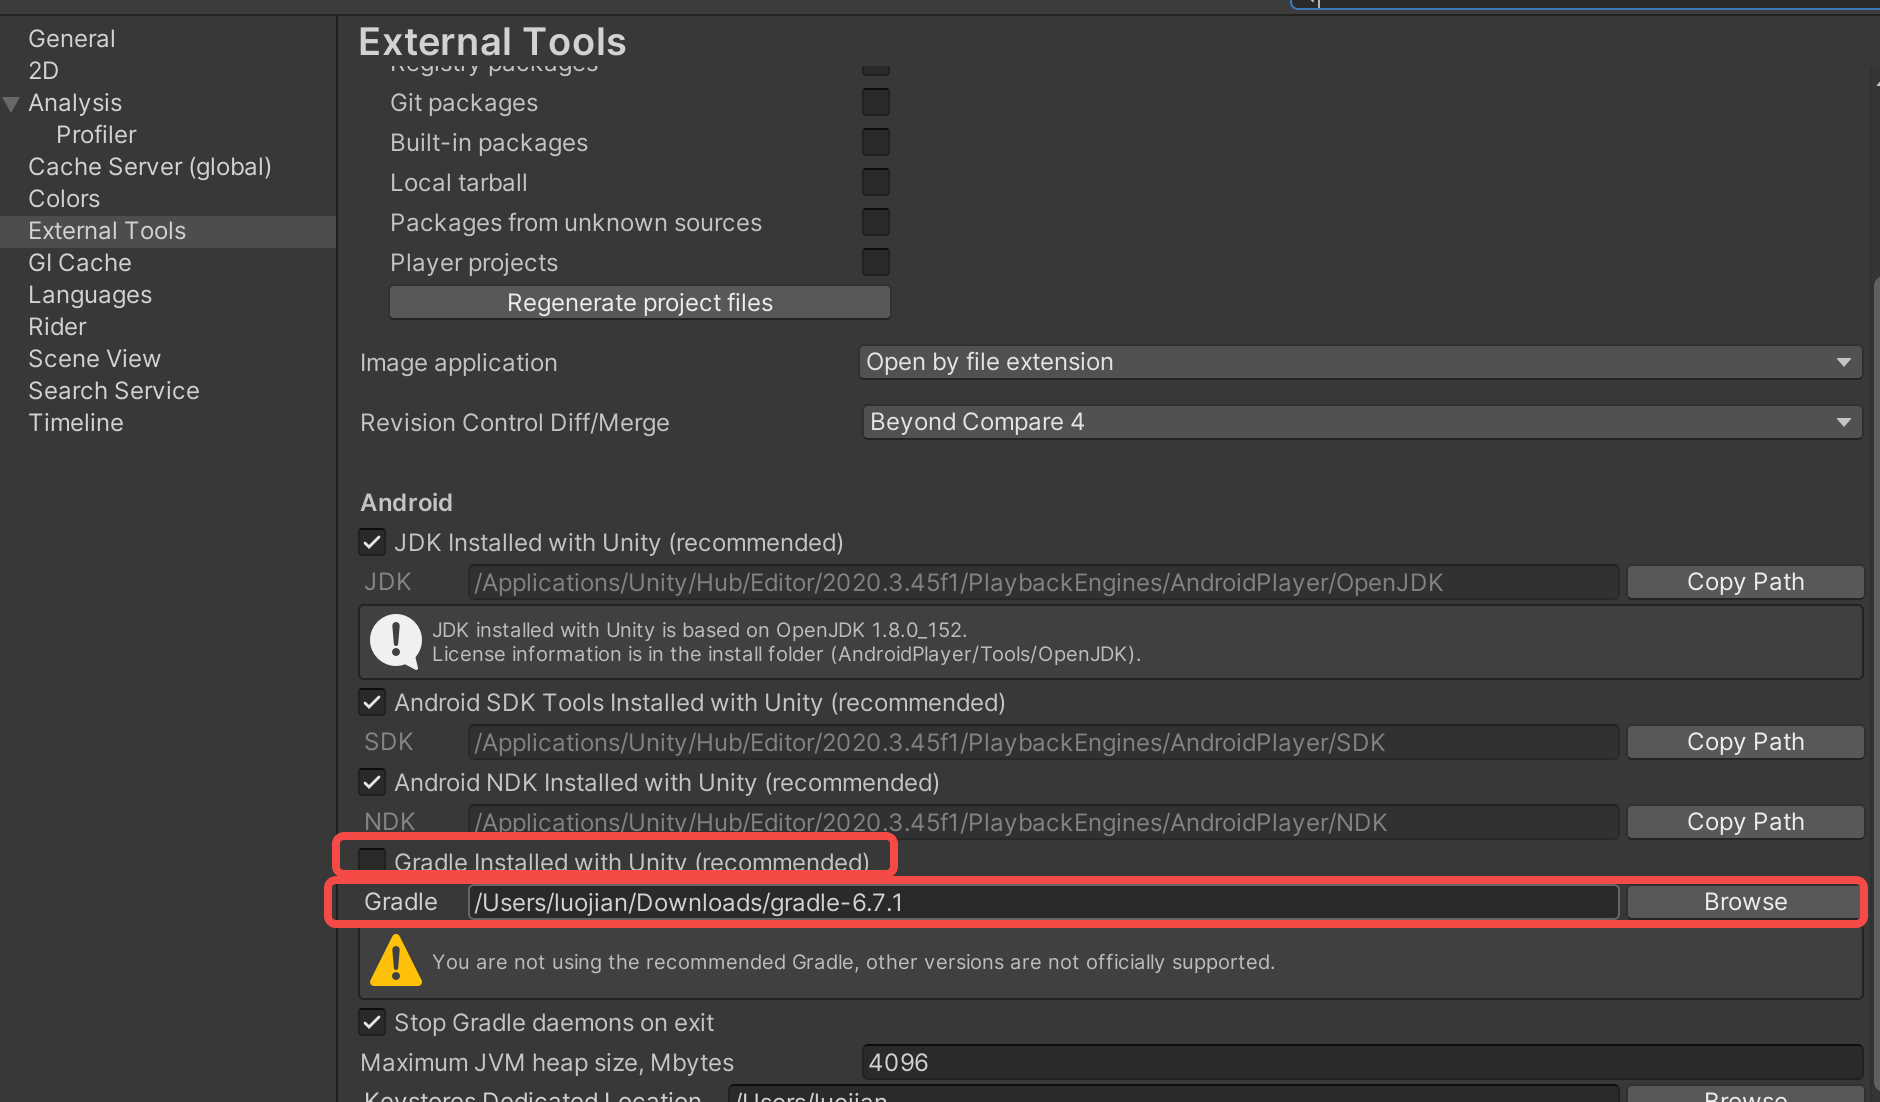 External Tools
General
2D
Analysis
Profiler
Cache Server (global)
Colors
External Tools
GI Cache
Languages
Rider
Scene View
Search Service
Timeline
Registry packages
Git packages
Built-in packages
Local tarball
Packages from unknown sources
Player projects
Regenerate project files
Image application Open by file extension
Revision Control Diff/Merge Beyond Compare 4
Android
JDK Installed with Unity (recommended)
JDK /Applications/Unity/Hub/Editor/2020.3.45f1/PlaybackEngines/AndroidPlayer/OpenJDK Copy Path
JDK installed with Unity is based on OpenJDK 1.8.0_152.
License information is in the install folder (AndroidPlayer/Tools/OpenJDK).
Android SDK Tools Installed with Unity (recommended)
SDK /Applications/Unity/Hub/Editor/2020.3.45f1/PlaybackEngines/AndroidPlayer/SDK Copy Path
Android NDK Installed with Unity (recommended)
NDK /Applications/Unity/Hub/Editor/2020.3.45f1/PlaybackEngines/AndroidPlayer/NDK Copy Path
Gradle Installed with Unity (recommended)
Gradle /Users/luojian/Downloads/gradle-6.7.1 Browse
You are not using the recommended Gradle, other versions are not officially supported.
Stop Gradle daemons on exit
Maximum JVM heap size, Mbytes 4096
Keystores Dedicated Location /Users/luojian Browse